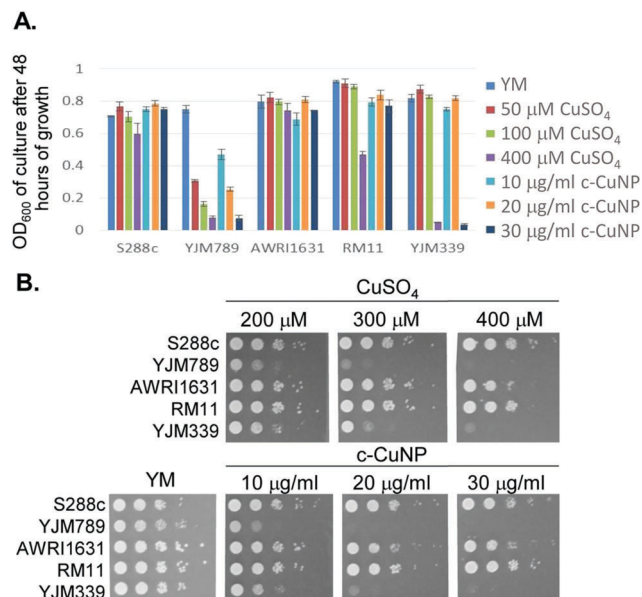 A.
OD600 of culture after 48
hours of growth
1
0.8
0.6
0.4
0.2
0
S288c YJM789 AWRI1631 RM11 YJM339
YM
50 µM CuSO4
100 µM CuSO4
400 µM CuSO4
10 µg/ml c-CuNP
20 µg/ml c-CuNP
30 µg/ml c-CuNP
B.
CuSO4
200 µM 300 µM 400 µM
S288c
YJM789
AWRI1631
RM11
YJM339
c-CuNP
YM 10 µg/ml 20 µg/ml 30 µg/ml
S288c
YJM789
AWRI1631
RM11
YJM339